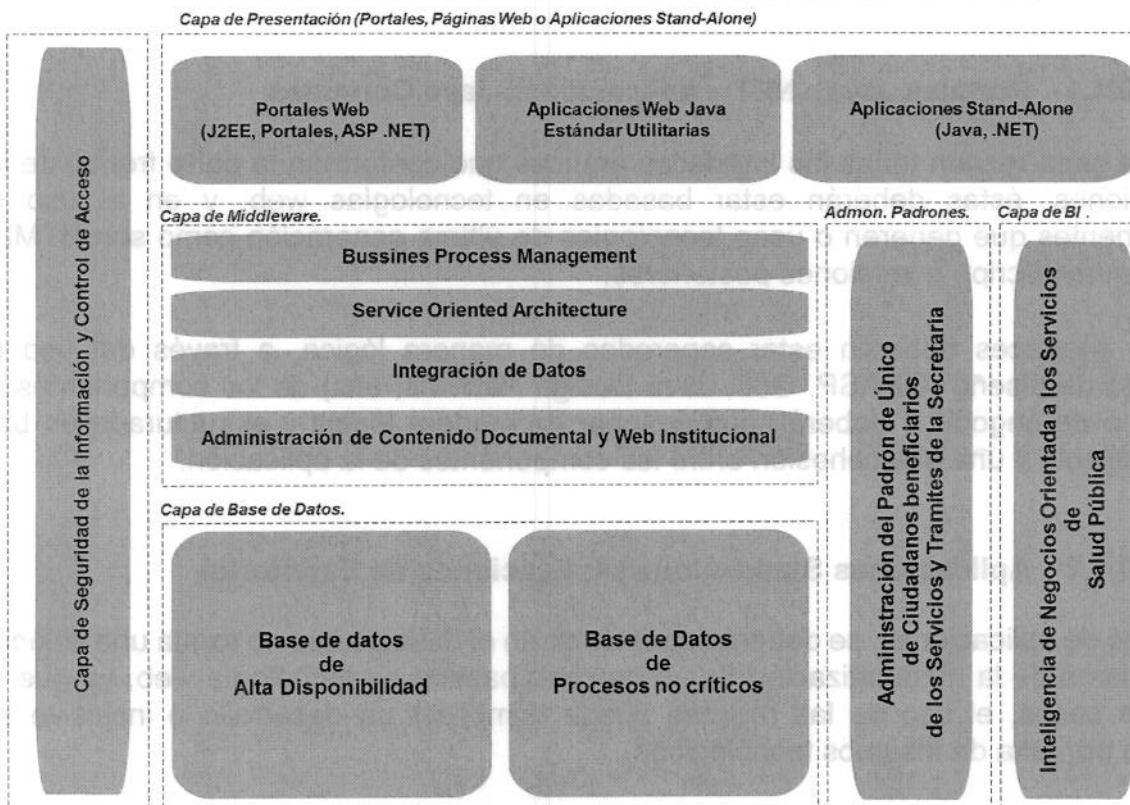 Capa de Presentación (Portales, Páginas Web o Aplicaciones Stand-Alone)
Capa de Seguridad de la Información y Control de Acceso
Portales Web
(J2EE, Portales, ASP .NET)
Aplicaciones Web Java
Estándar Utilitarias
Aplicaciones Stand-Alone
(Java, .NET)
Capa de Middleware.
Bussines Process Management
Service Oriented Architecture
Integración de Datos
Administración de Contenido Documental y Web Institucional
Capa de Base de Datos.
Base de datos
de
Alta Disponibilidad
Base de Datos
de
Procesos no críticos
Admon. Padrones.
Administración del Padrón de Único
de Ciudadanos beneficiarios
de los Servicios y Tramites de la Secretaría
Capa de BI .
Inteligencia de Negocios Orientada a los Servicios
de
Salud Pública